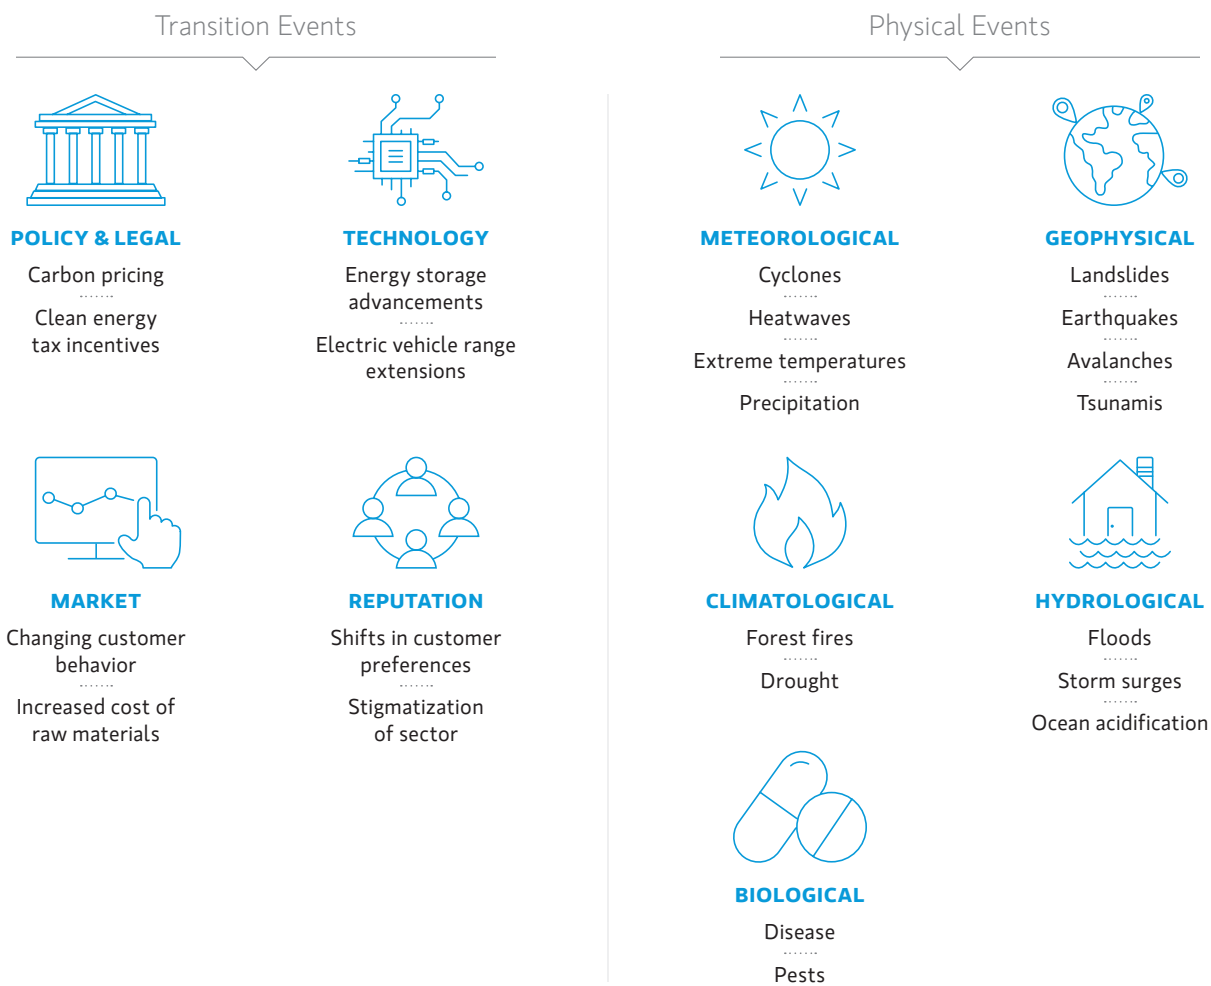 Transition Events
POLICY & LEGAL
Carbon pricing
Clean energy
tax incentives
TECHNOLOGY
Energy storage
advancements
Electric vehicle range
extensions
MARKET
Changing customer
behavior
Increased cost of
raw materials
REPUTATION
Shifts in customer
preferences
Stigmatization
of sector
Physical Events
METEOROLOGICAL
Cyclones
Heatwaves
Extreme temperatures
Precipitation
GEOPHYSICAL
Landslides
Earthquakes
Avalanches
Tsunamis
CLIMATOLOGICAL
Forest fires
Drought
HYDROLOGICAL
Floods
Storm surges
Ocean acidification
BIOLOGICAL
Disease
Pests